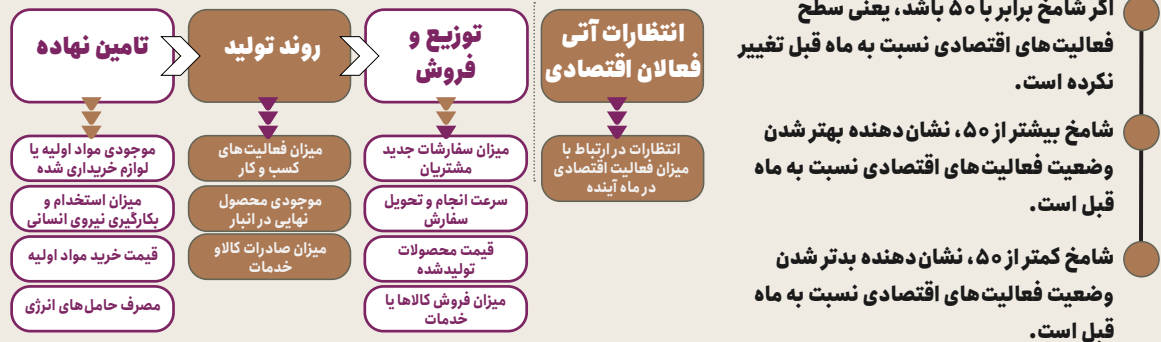 اگر شامخ برابر با ۵۰ باشد، یعنی سطح
فعالیت‌های اقتصادی نسبت به ماه قبل تغییر
نکرده است.
شامخ بیشتر از ۵۰، نشان‌دهنده بهتر شدن
وضعیت فعالیت‌های اقتصادی نسبت به ماه
قبل است.
شامخ کمتر از ۵۰، نشان‌دهنده بدتر شدن
وضعیت فعالیت‌های اقتصادی نسبت به ماه
قبل است.
انتظارات آتی
فعالان اقتصادی
انتظارات در ارتباط با
میزان فعالیت اقتصادی
در ماه آینده
توزیع و
فروش
میزان سفارشات جدید
مشتریان
سرعت انجام و تحویل
سفارش
قیمت محصولات
تولیدشده
میزان فروش کالاها یا
خدمات
روند تولید
میزان فعالیت‌های
کسب و کار
موجودی محصول
نهایی در انبار
میزان صادرات کالاو
خدمات
تامین نهاده
موجودی مواد اولیه یا
لوازم خریداری شده
میزان استخدام و
بکارگیری نیروی انسانی
قیمت خرید مواد اولیه
مصرف حامل‌های انرژی